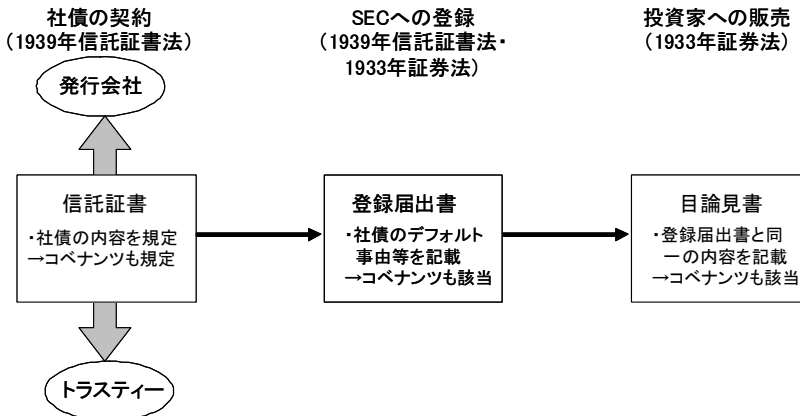 社債の契約
（1939年信託証書法）
発行会社
信託証書
・社債の内容を規定
→コベナンツも規定
トラスティー
SECへの登録
（1939年信託証書法・
1933年証券法）
登録届出書
・社債のデフォルト
事由等を記載
→コベナンツも該当
投資家への販売
（1933年証券法）
目論見書
・登録届出書と同
一の内容を記載
→コベナンツも該当